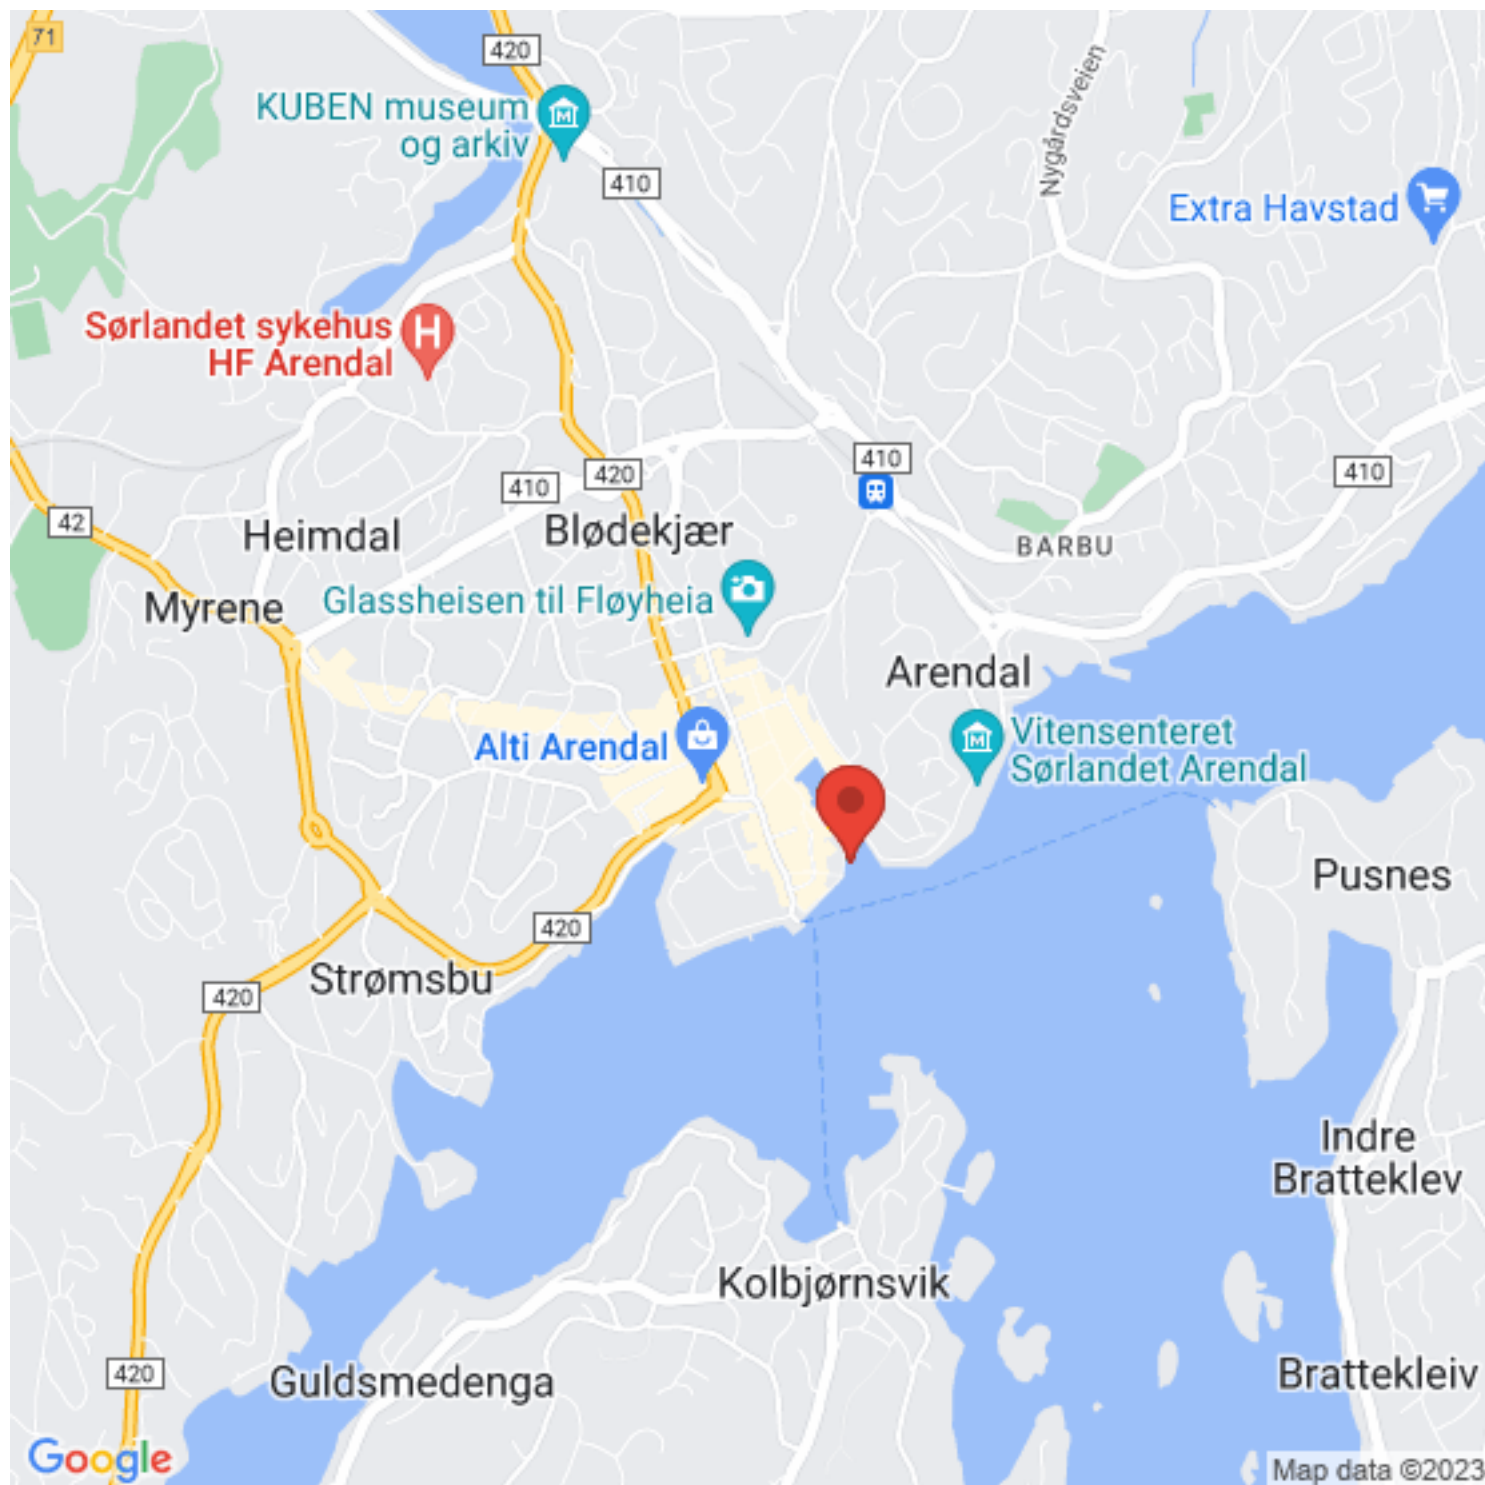 71
420
KUBEN museum
og arkiv
410
Nygårdsveien
Extra Havstad
Sørlandet sykehus
HF Arendal
H
410
420
410
410
42
Heimdal
Blødekjær
BARBU
Glassheisen til Fløyheia
Myrene
Arendal
Alti Arendal
Vitensenteret
Sørlandet Arendal
Pusnes
420
Strømsbu
420
Indre
Bratteklev
Kolbjørnsvik
420
Guldsmedenga
Brattekleiv
Google
Map data ©2023